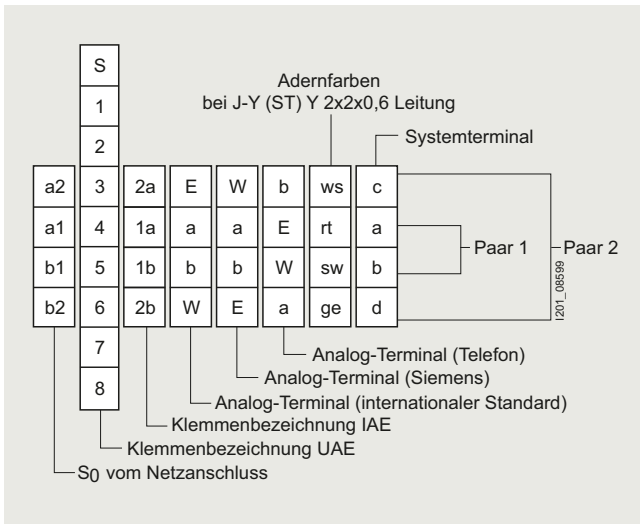 S
1
Adernfarben
bei J-Y (ST) Y 2x2x0,6 Leitung
2
Systemterminal
a2 3 2a E W b ws c
a1 4 1a a a E rt a
Paar 1
Paar 2
b1 5 1b b b W sw b
b2 6 2b W E a ge d
I201_08599
7
8
Analog-Terminal (Telefon)
Analog-Terminal (Siemens)
Analog-Terminal (internationaler Standard)
Klemmenbezeichnung IAE
Klemmenbezeichnung UAE
S0 vom Netzanschluss